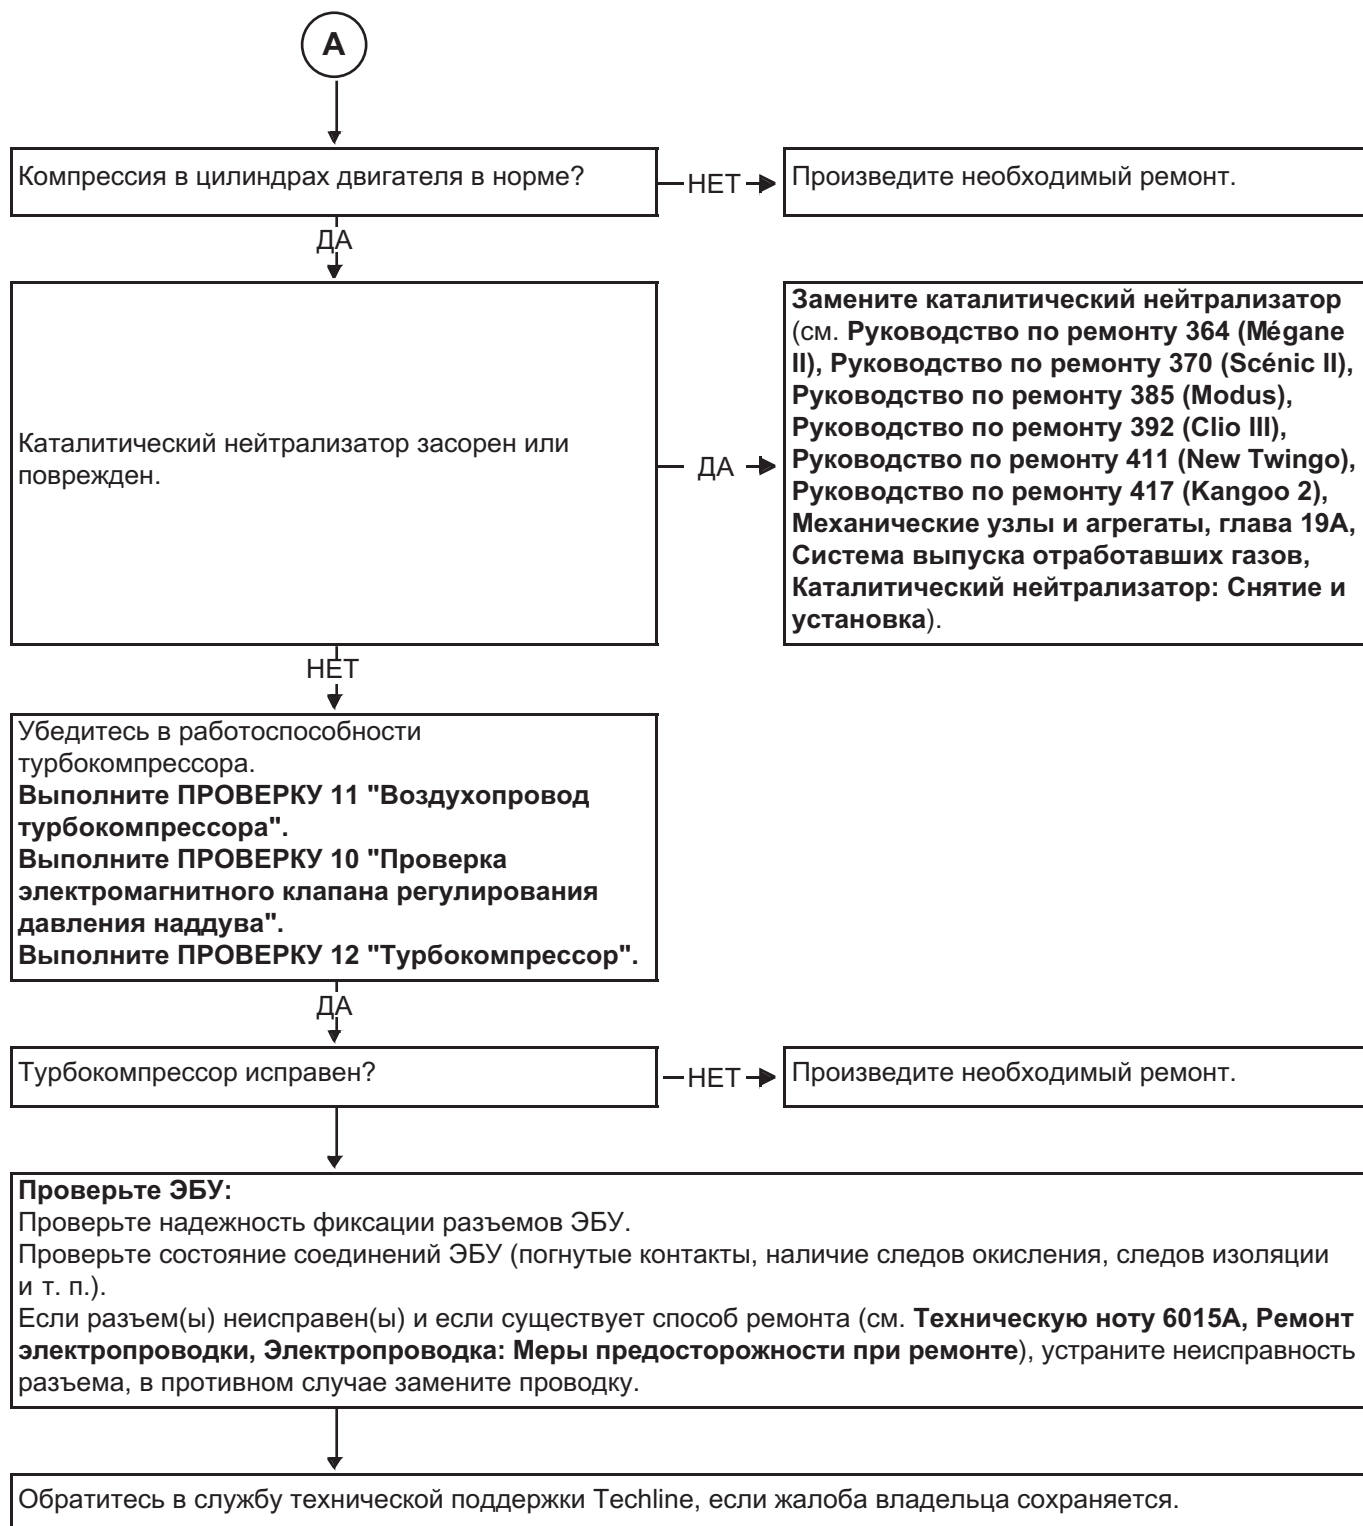 A
Компрессия в цилиндрах двигателя в норме?
НЕТ
Произведите необходимый ремонт.
ДА
Каталитический нейтрализатор засорен или
поврежден.
ДА
Замените каталитический нейтрализатор
(см. Руководство по ремонту 364 (Mégane
II), Руководство по ремонту 370 (Scénic II),
Руководство по ремонту 385 (Modus),
Руководство по ремонту 392 (Clio III),
Руководство по ремонту 411 (New Twingo),
Руководство по ремонту 417 (Kangoo 2),
Механические узлы и агрегаты, глава 19A,
Система выпуска отработавших газов,
Каталитический нейтрализатор: Снятие и
установка).
НЕТ
Убедитесь в работоспособности
турбокомпрессора.
Выполните ПРОВЕРКУ 11 "Воздухопровод
турбокомпрессора".
Выполните ПРОВЕРКУ 10 "Проверка
электромагнитного клапана регулирования
давления наддува".
Выполните ПРОВЕРКУ 12 "Турбокомпрессор".
ДА
Турбокомпрессор исправен?
НЕТ
Произведите необходимый ремонт.
Проверьте ЭБУ:
Проверьте надежность фиксации разъемов ЭБУ.
Проверьте состояние соединений ЭБУ (погнутые контакты, наличие следов окисления, следов изоляции
и т. п.).
Если разъем(ы) неисправен(ы) и если существует способ ремонта (см. Техническую ноту 6015A, Ремонт
электропроводки, Электропроводка: Меры предосторожности при ремонте), устраните неисправность
разъема, в противном случае замените проводку.
Обратитесь в службу технической поддержки Techline, если жалоба владельца сохраняется.